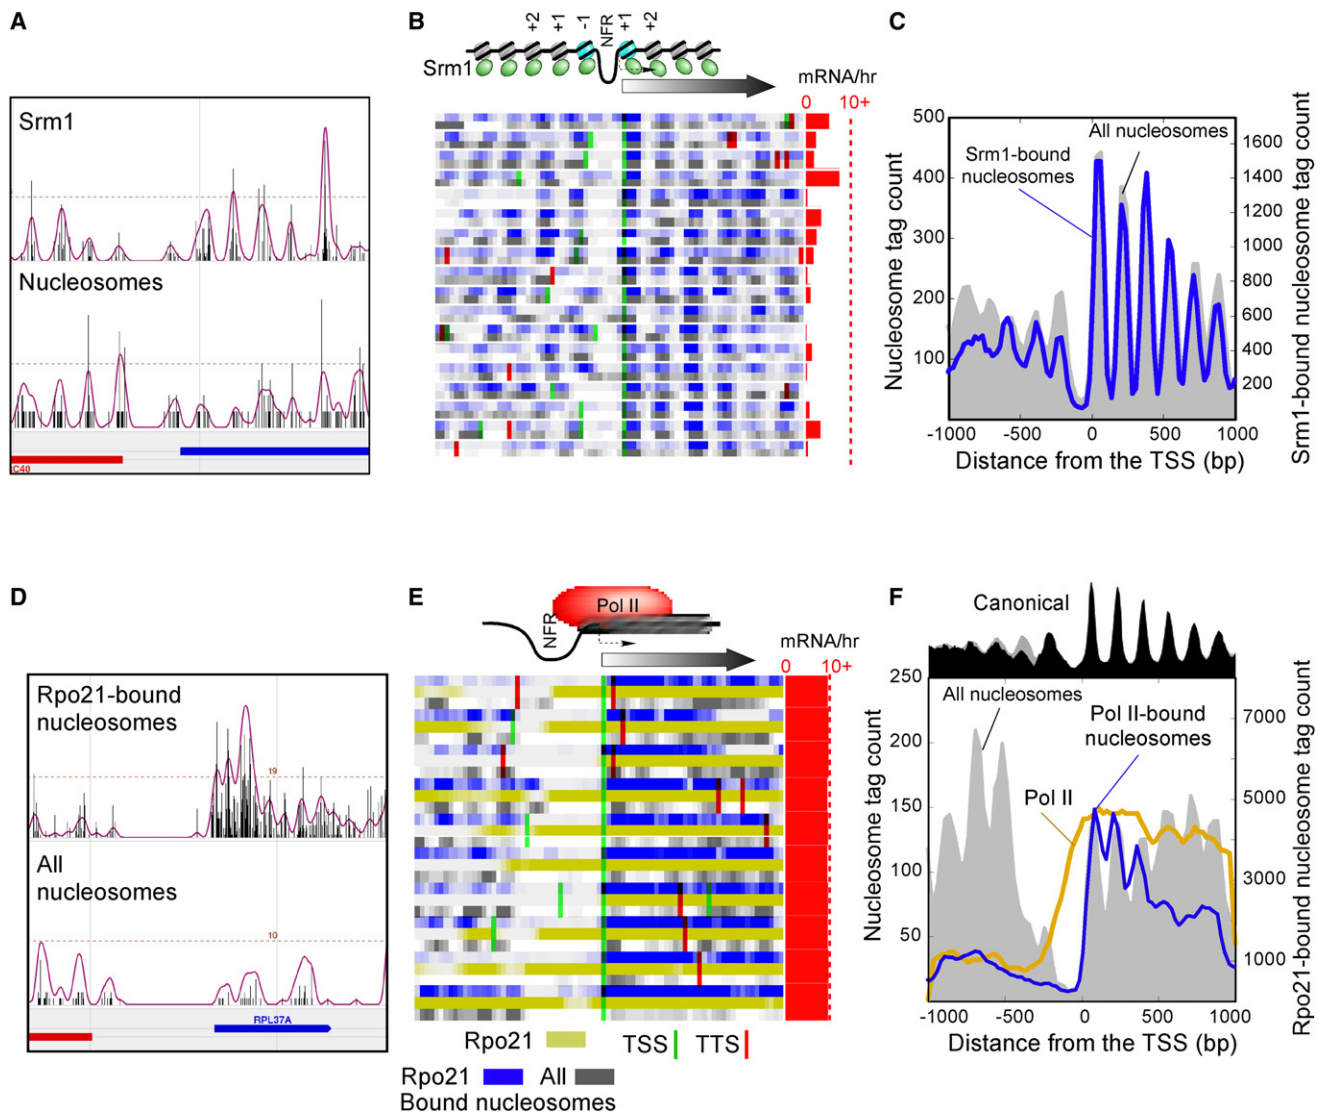 A
Srm1
Nucleosomes
C40
B
+2 +1 -1 NFR +1 +2
Srm1
mRNA/hr
0 10+
C
500
400
300
200
100
Nucleosome tag count
All nucleosomes
Srm1-bound
nucleosomes
1600
1400
1200
1000
800
600
400
200
Srm1-bound nucleosome tag count
-1000 -500 0 500 1000
Distance from the TSS (bp)
D
Rpo21-bound
nucleosomes
19
All
nucleosomes
10
RPL37A
E
Pol II
NFR
mRNA/hr
0 10+
Rpo21 TSS TTS
Rpo21 All
Bound nucleosomes
F
Canonical
250
200
150
100
50
Nucleosome tag count
All nucleosomes
Pol II-bound
nucleosomes
Pol II
7000
5000
3000
1000
Rpo21-bound nucleosome tag count
-1000 -500 0 500 1000
Distance from the TSS (bp)